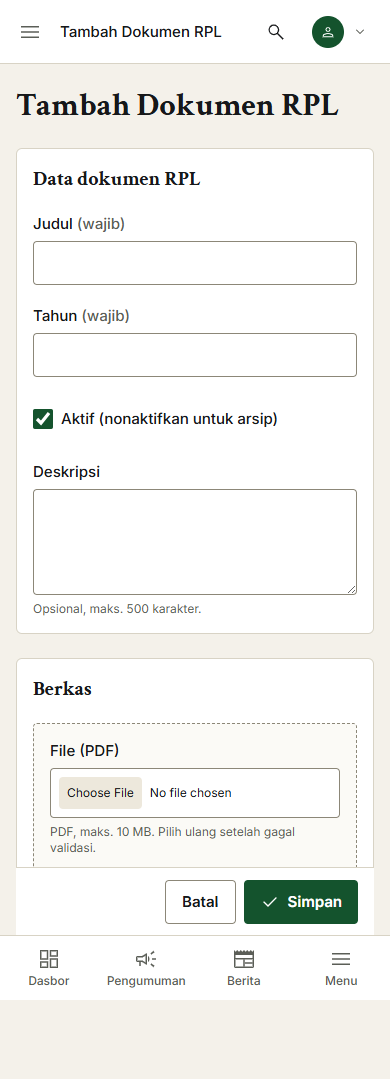 Tambah Dokumen RPL
Tambah Dokumen RPL
Data dokumen RPL
Judul (wajib)
Tahun (wajib)
Aktif (nonaktifkan untuk arsip)
Deskripsi
Opsional, maks. 500 karakter.
Berkas
File (PDF)
Choose File No file chosen
PDF, maks. 10 MB. Pilih ulang setelah gagal
validasi.
Batal Simpan
Dasbor Pengumuman Berita Menu